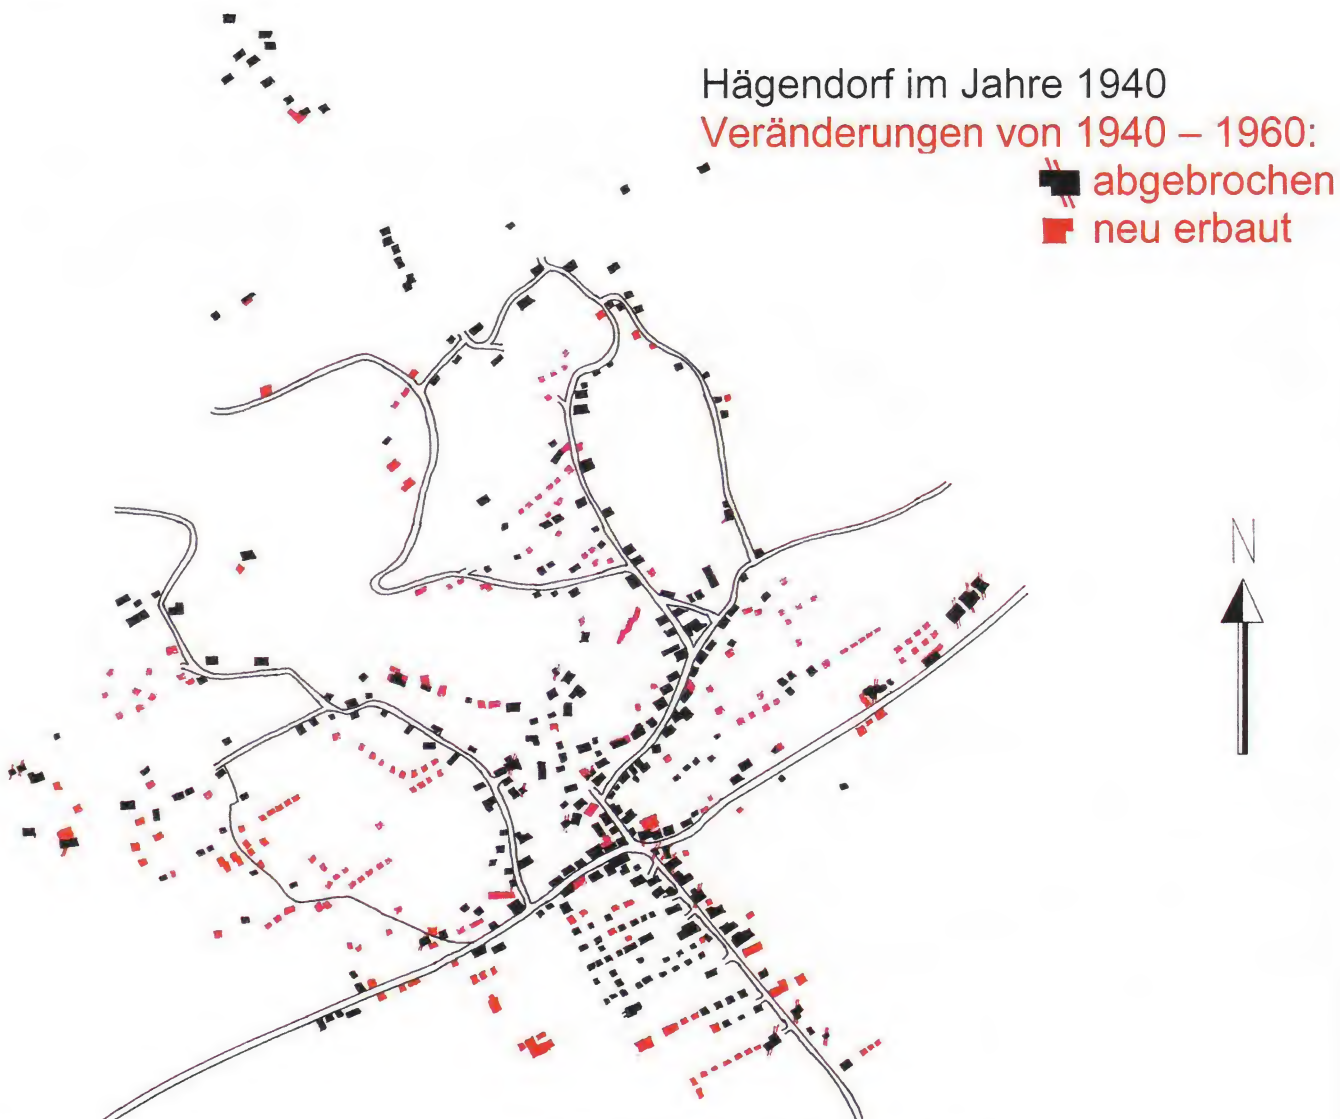 Hägendorf im Jahre 1940
Veränderungen von 1940 – 1960:
abgebrochen
neu erbaut
N